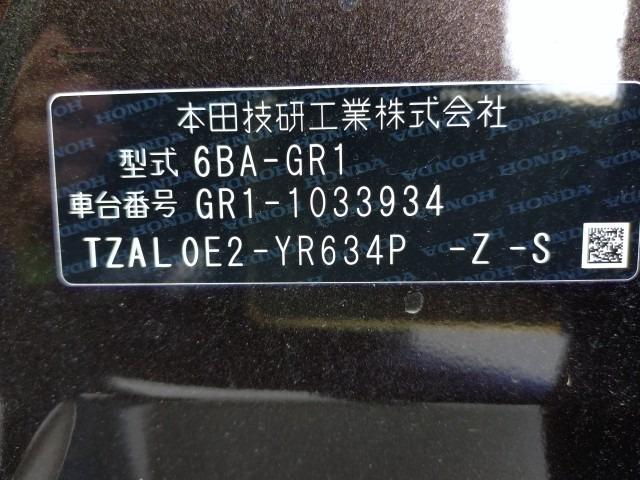 本田技研工業株式会社
型式 6BA-GR1
車台番号 GR1-1033934
TZAL0E2-YR634P -Z -S